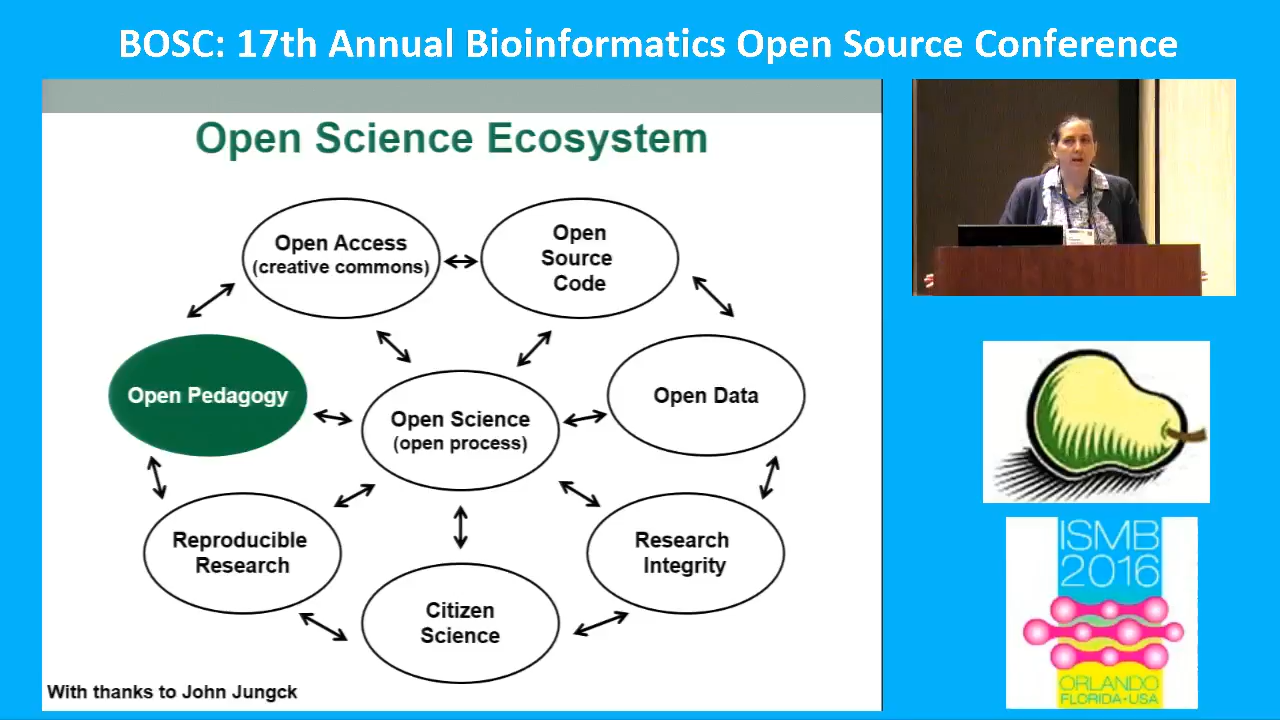 BOSC: 17th Annual Bioinformatics Open Source Conference
Open Science Ecosystem
Open Access
(creative commons)
Open
Source
Code
Open Pedagogy
Open Science
(open process)
Open Data
Reproducible
Research
Research
Integrity
Citizen
Science
With thanks to John Jungck
ISMB
2016
ORLANDO
FLORIDA•USA